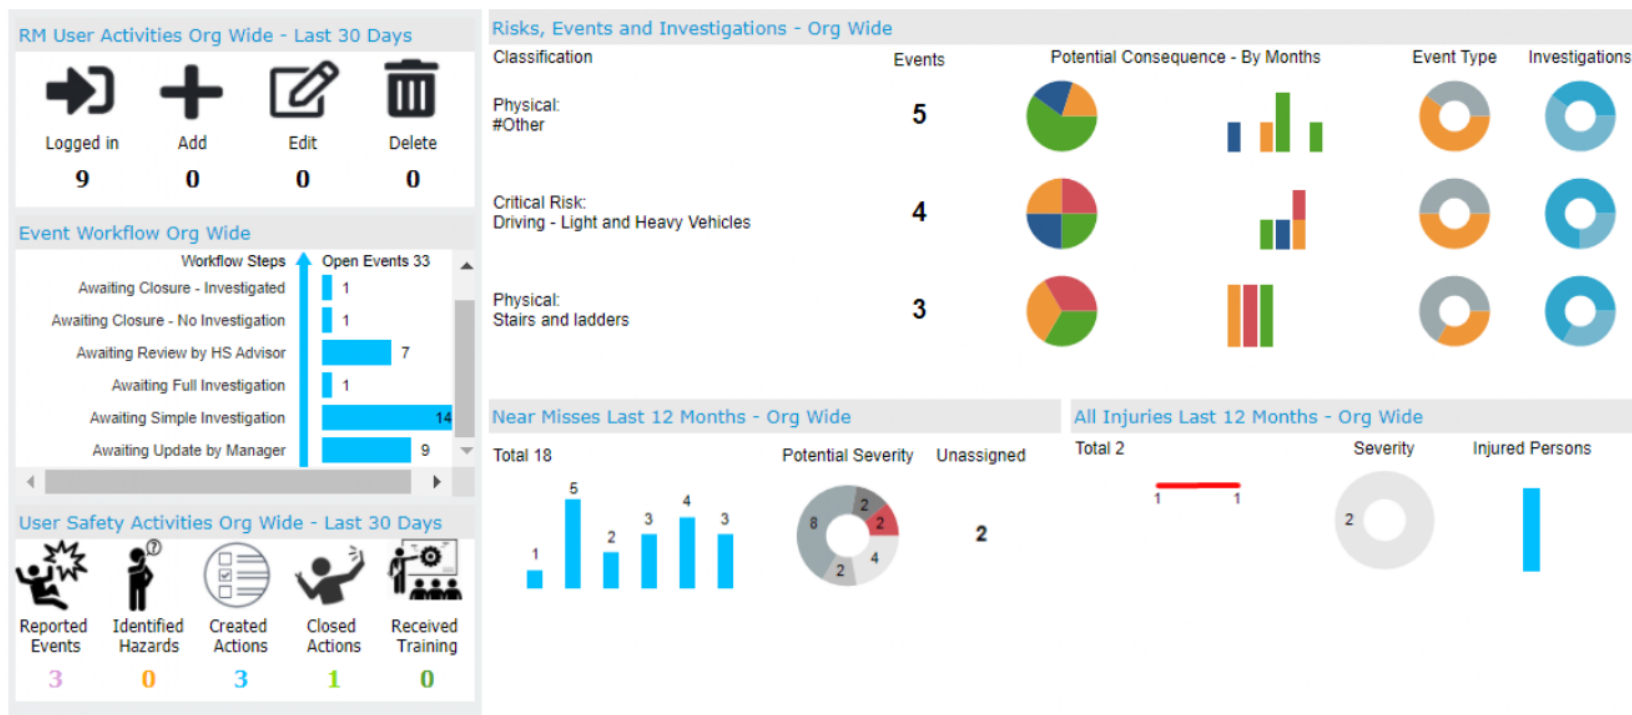 RM User Activities Org Wide - Last 30 Days
Logged in
Add
Edit
Delete
9
0
0
0
Event Workflow Org Wide
Workflow Steps
Open Events 33
Awaiting Closure - Investigated
1
Awaiting Closure - No Investigation
1
Awaiting Review by HS Advisor
7
Awaiting Full Investigation
1
Awaiting Simple Investigation
14
Awaiting Update by Manager
9
User Safety Activities Org Wide - Last 30 Days
Reported
Events
Identified
Hazards
Created
Actions
Closed
Actions
Received
Training
3
0
3
1
0
Risks, Events and Investigations - Org Wide
Classification
Events
Potential Consequence - By Months
Event Type
Investigations
Physical:
#Other
5
Critical Risk:
Driving - Light and Heavy Vehicles
4
Physical:
Stairs and ladders
3
Near Misses Last 12 Months - Org Wide
Total 18
Potential Severity
Unassigned
1
5
2
3
4
3
8
2
2
4
2
2
All Injuries Last 12 Months - Org Wide
Total 2
Severity
Injured Persons
1
1
2